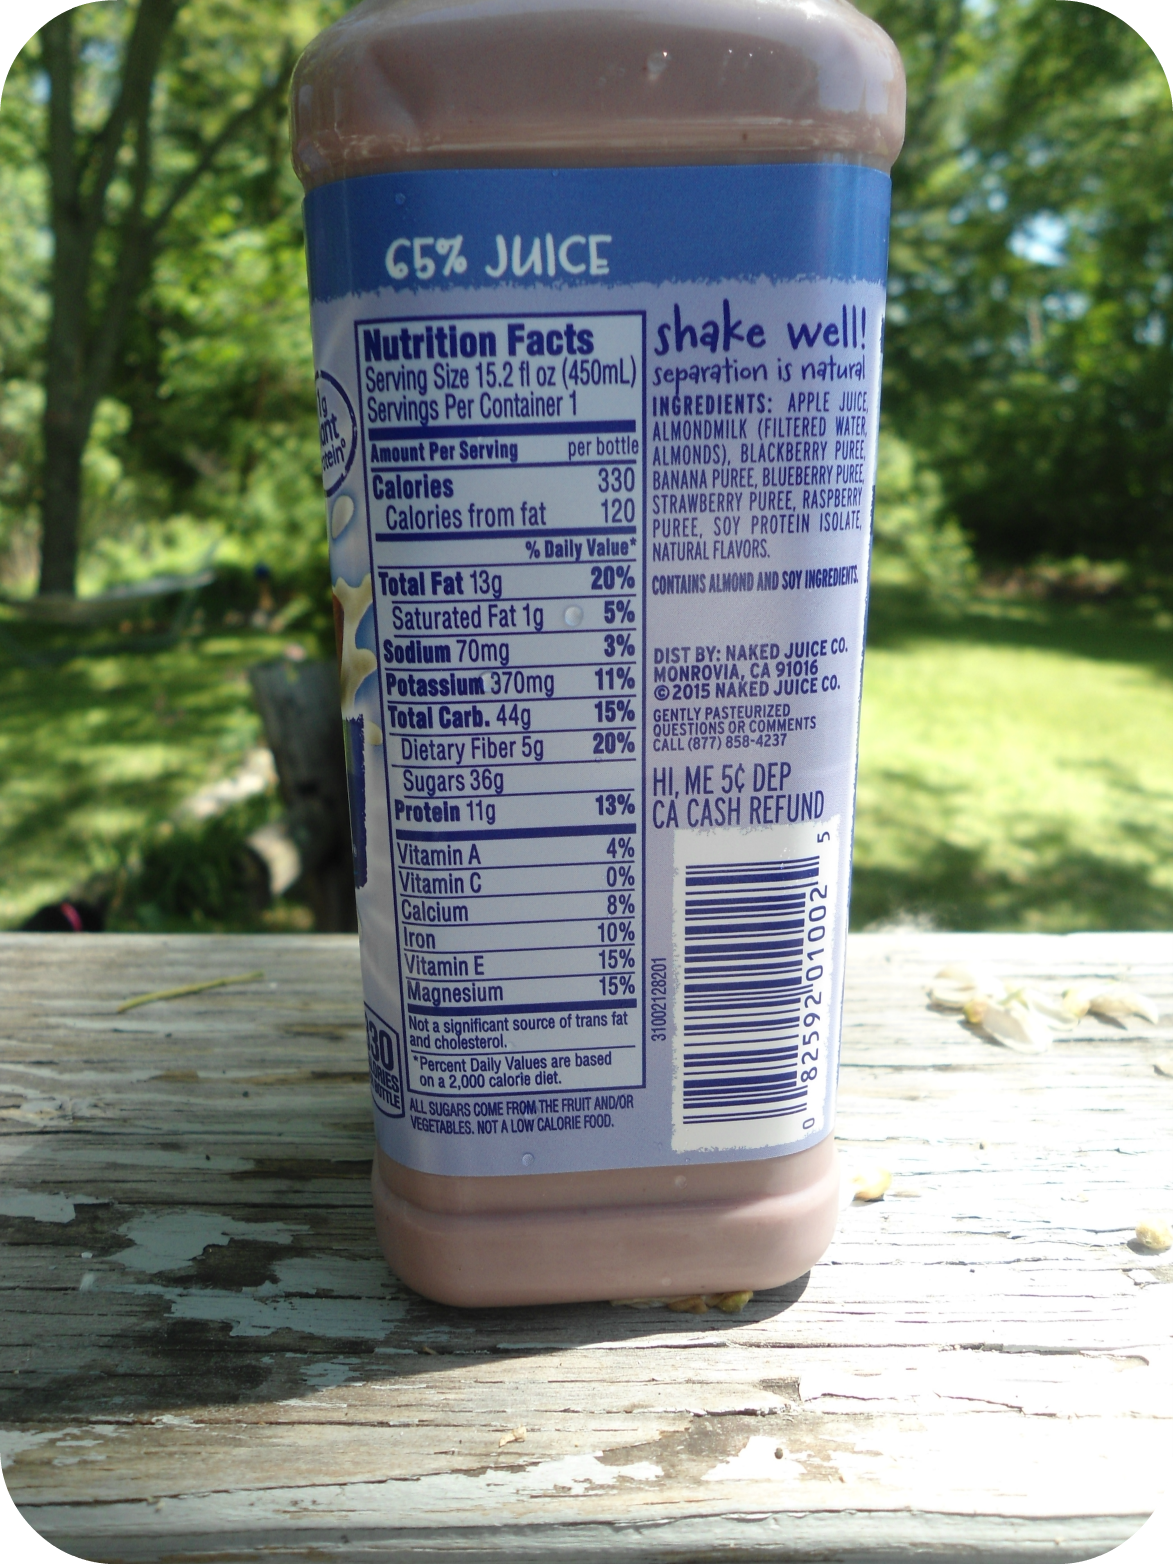 65% JUICE
Nutrition Facts
Serving Size 15.2 fl oz (450mL)
Servings Per Container 1
Amount Per Serving per bottle
Calories 330
Calories from fat 120
% Daily Value*
Total Fat 13g 20%
Saturated Fat 1g 5%
Sodium 70mg 3%
Potassium 370mg 11%
Total Carb. 44g 15%
Dietary Fiber 5g 20%
Sugars 36g
Protein 11g 13%
Vitamin A 4%
Vitamin C 0%
Calcium 8%
Iron 10%
Vitamin E 15%
Magnesium 15%
Not a significant source of trans fat
and cholesterol.
*Percent Daily Values are based
on a 2,000 calorie diet.
ALL SUGARS COME FROM THE FRUIT AND/OR
VEGETABLES. NOT A LOW CALORIE FOOD.
shake well!
separation is natural
INGREDIENTS: APPLE JUICE,
ALMONDMILK (FILTERED WATER,
ALMONDS), BLACKBERRY PUREE,
BANANA PUREE, BLUEBERRY PUREE,
STRAWBERRY PUREE, RASPBERRY
PUREE, SOY PROTEIN ISOLATE,
NATURAL FLAVORS.
CONTAINS ALMOND AND SOY INGREDIENTS.
DIST BY: NAKED JUICE CO.
MONROVIA, CA 91016
©2015 NAKED JUICE CO.
GENTLY PASTEURIZED
QUESTIONS OR COMMENTS
CALL (877) 858-4237
HI, ME 5¢ DEP
CA CASH REFUND
31002128201
0 82592 01002 5